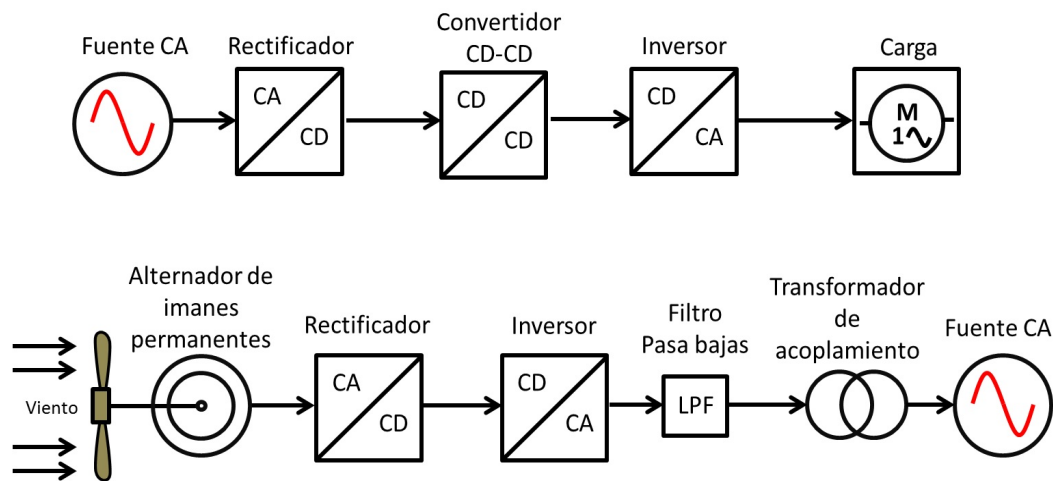 Fuente CA
Rectificador
Convertidor
CD-CD
Inversor
Carga
CA
CD
CD
CD
CD
CA
M
1
Alternador de
imanes
permanentes
Rectificador
Inversor
Filtro
Pasa bajas
Transformador
de
acoplamiento
Fuente CA
Viento
CA
CD
CD
CA
LPF